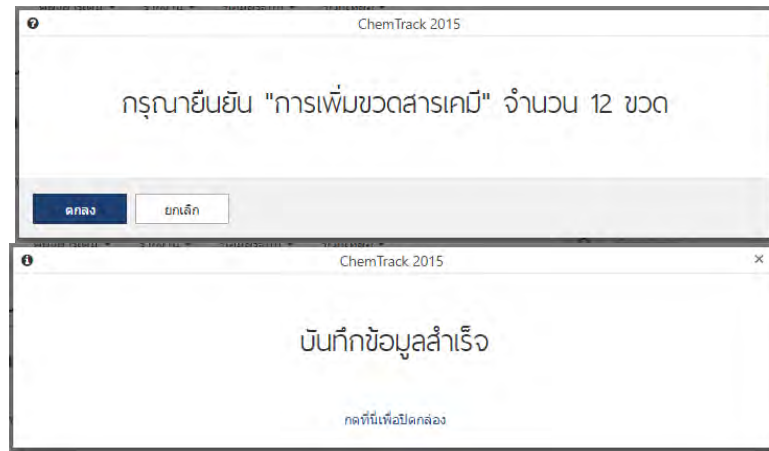 ChemTrack 2015
กรุณายืนยัน "การเพิ่มขวดสารเคมี" จำนวน 12 ขวด
ตกลง ยกเลิก
ChemTrack 2015
บันทึกข้อมูลสำเร็จ
กดที่นี่เพื่อปิดกล่อง